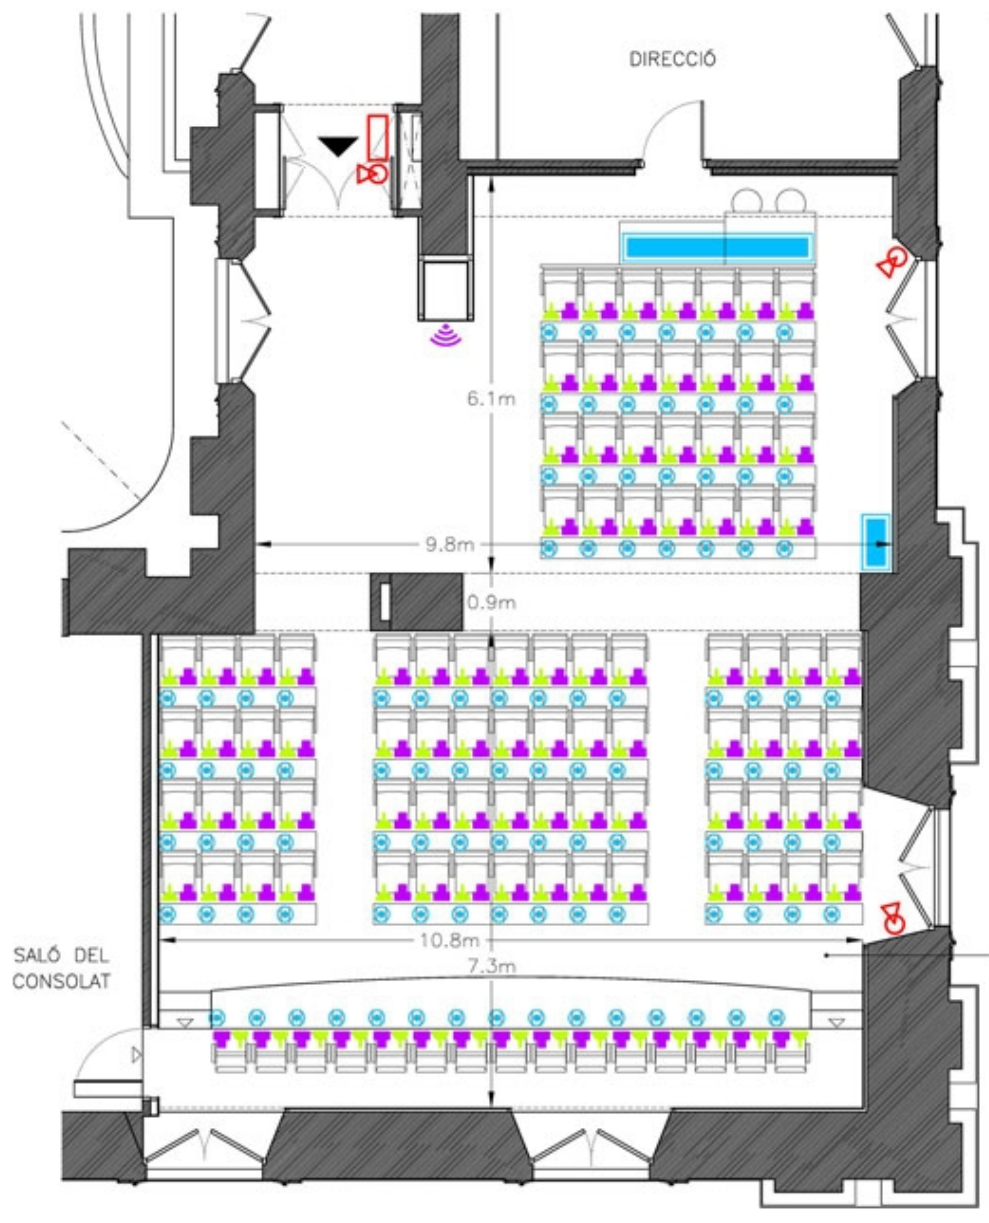 DIRECCIÓ
6.1m
9.8m
0.9m
10.8m
7.3m
SALÓ DEL
CONSOLAT